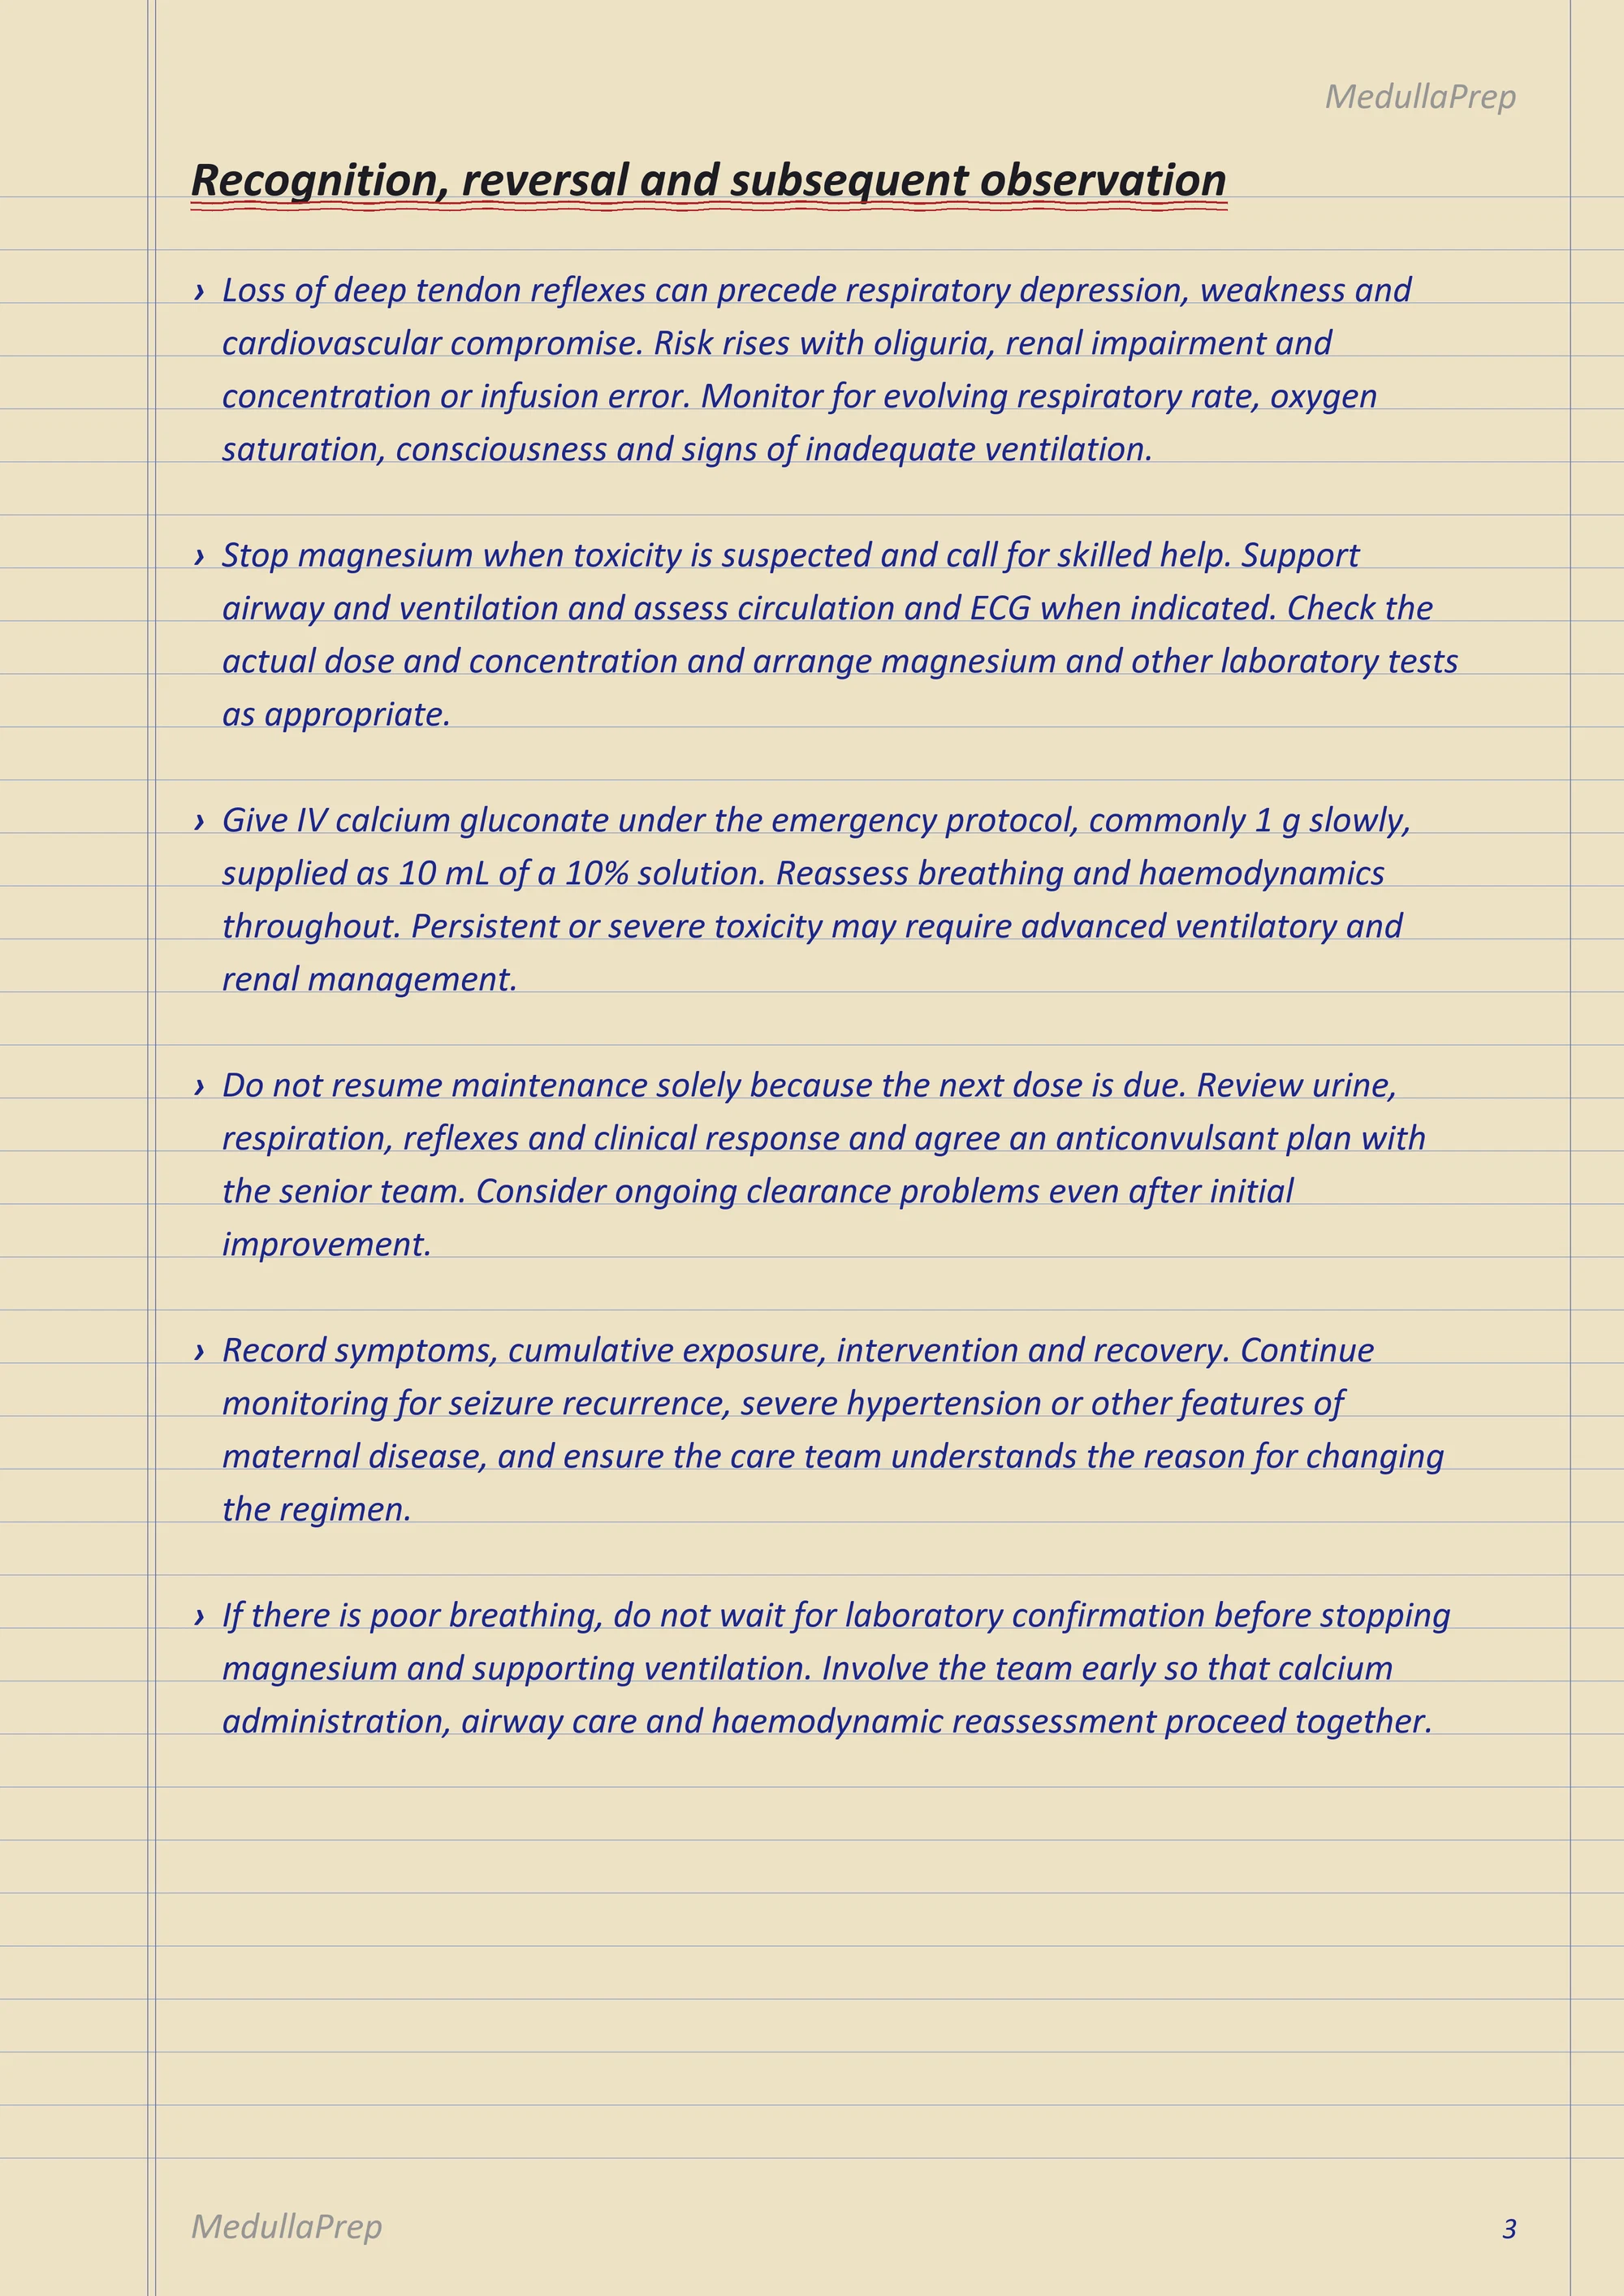 MedullaPrep
Recognition, reversal and subsequent observation
› Loss of deep tendon reflexes can precede respiratory depression, weakness and
cardiovascular compromise. Risk rises with oliguria, renal impairment and
concentration or infusion error. Monitor for evolving respiratory rate, oxygen
saturation, consciousness and signs of inadequate ventilation.
› Stop magnesium when toxicity is suspected and call for skilled help. Support
airway and ventilation and assess circulation and ECG when indicated. Check the
actual dose and concentration and arrange magnesium and other laboratory tests
as appropriate.
› Give IV calcium gluconate under the emergency protocol, commonly 1 g slowly,
supplied as 10 mL of a 10% solution. Reassess breathing and haemodynamics
throughout. Persistent or severe toxicity may require advanced ventilatory and
renal management.
› Do not resume maintenance solely because the next dose is due. Review urine,
respiration, reflexes and clinical response and agree an anticonvulsant plan with
the senior team. Consider ongoing clearance problems even after initial
improvement.
› Record symptoms, cumulative exposure, intervention and recovery. Continue
monitoring for seizure recurrence, severe hypertension or other features of
maternal disease, and ensure the care team understands the reason for changing
the regimen.
› If there is poor breathing, do not wait for laboratory confirmation before stopping
magnesium and supporting ventilation. Involve the team early so that calcium
administration, airway care and haemodynamic reassessment proceed together.
MedullaPrep
3